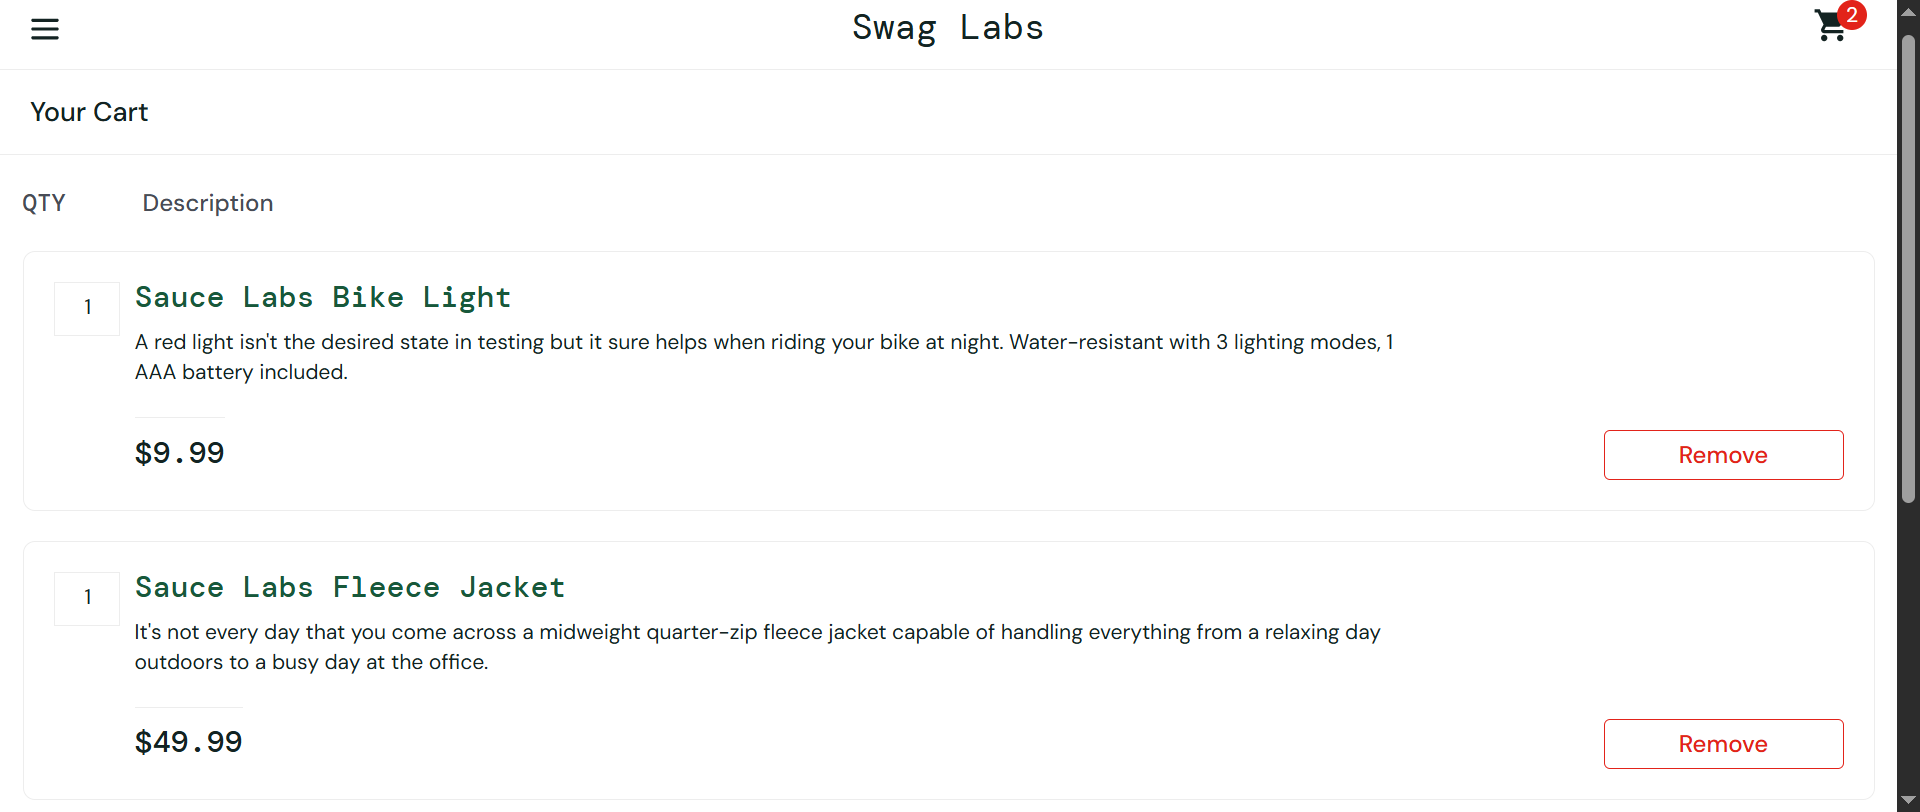 Swag Labs
2
Your Cart
QTY Description
1
Sauce Labs Bike Light
A red light isn't the desired state in testing but it sure helps when riding your bike at night. Water-resistant with 3 lighting modes, 1
AAA battery included.
$9.99
Remove
1
Sauce Labs Fleece Jacket
It's not every day that you come across a midweight quarter-zip fleece jacket capable of handling everything from a relaxing day
outdoors to a busy day at the office.
$49.99
Remove